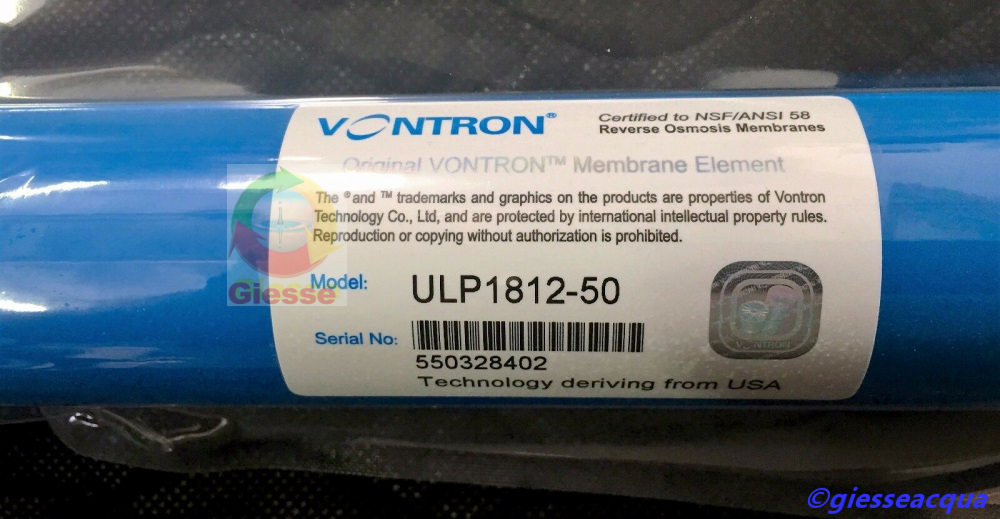 VONTRON®
Certified to NSF/ANSI 58
Reverse Osmosis Membranes
Original VONTRON™ Membrane Element
The ® and ™ trademarks and graphics on the products are properties of Vontron
Technology Co., Ltd, and are protected by international intellectual property rules.
Reproduction or copying without authorization is prohibited.
Giesse
Model: ULP1812-50
Serial No:
550328402
VONTRON
Technology deriving from USA
©giesseacqua